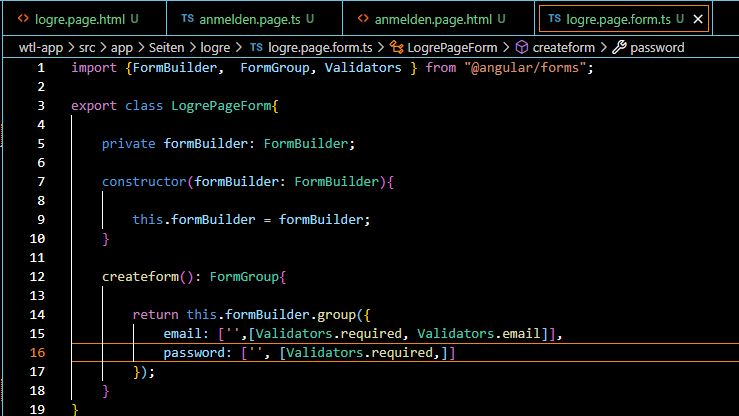 logre.page.html U anmelden.page.ts U anmelden.page.html U logre.page.form.ts U
wtl-app > src > app > Seiten > logre > logre.page.form.ts > LogrePageForm > createform > password
1 import {FormBuilder,  FormGroup, Validators } from "@angular/forms";
2
3 export class LogrePageForm{
4
5     private formBuilder: FormBuilder;
6
7     constructor(formBuilder: FormBuilder){
8
9         this.formBuilder = formBuilder;
10     }
11
12     createform(): FormGroup{
13
14         return this.formBuilder.group({
15             email: ['',[Validators.required, Validators.email]],
16             password: ['', [Validators.required,]]
17         });
18     }
19 }